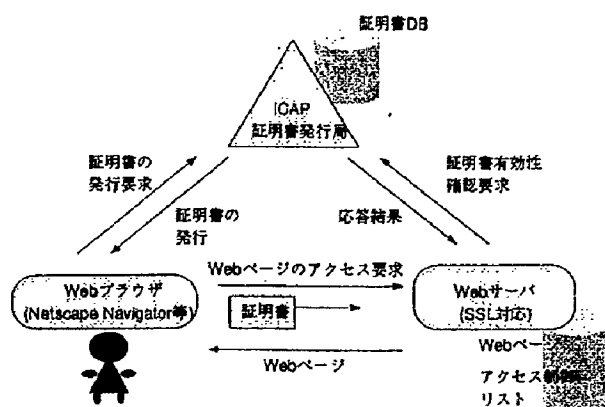 証明書DB
ICAP
証明書発行局
証明書の
発行要求
証明書の
発行
証明書有効性
確認要求
応答結果
Webページのアクセス要求
Webブラウザ
(Netscape Navigator等)
証明書
Webサーバ
(SSL対応)
Webページ
Webペー
アクセス
リスト